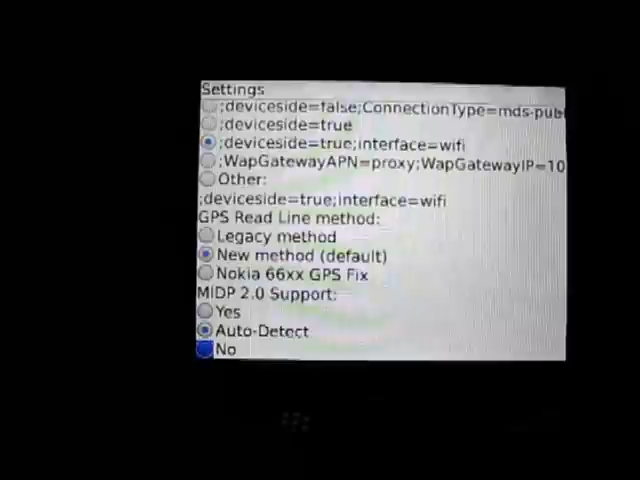 Settings
;deviceside=false;ConnectionType=mds-publ
;deviceside=true
;deviceside=true;interface=wifi
;WapGatewayAPN=proxy;WapGatewayIP=10
Other:
;deviceside=true;interface=wifi
GPS Read Line method:
Legacy method
New method (default)
Nokia 66xx GPS Fix
MIDP 2.0 Support:
Yes
Auto-Detect
No